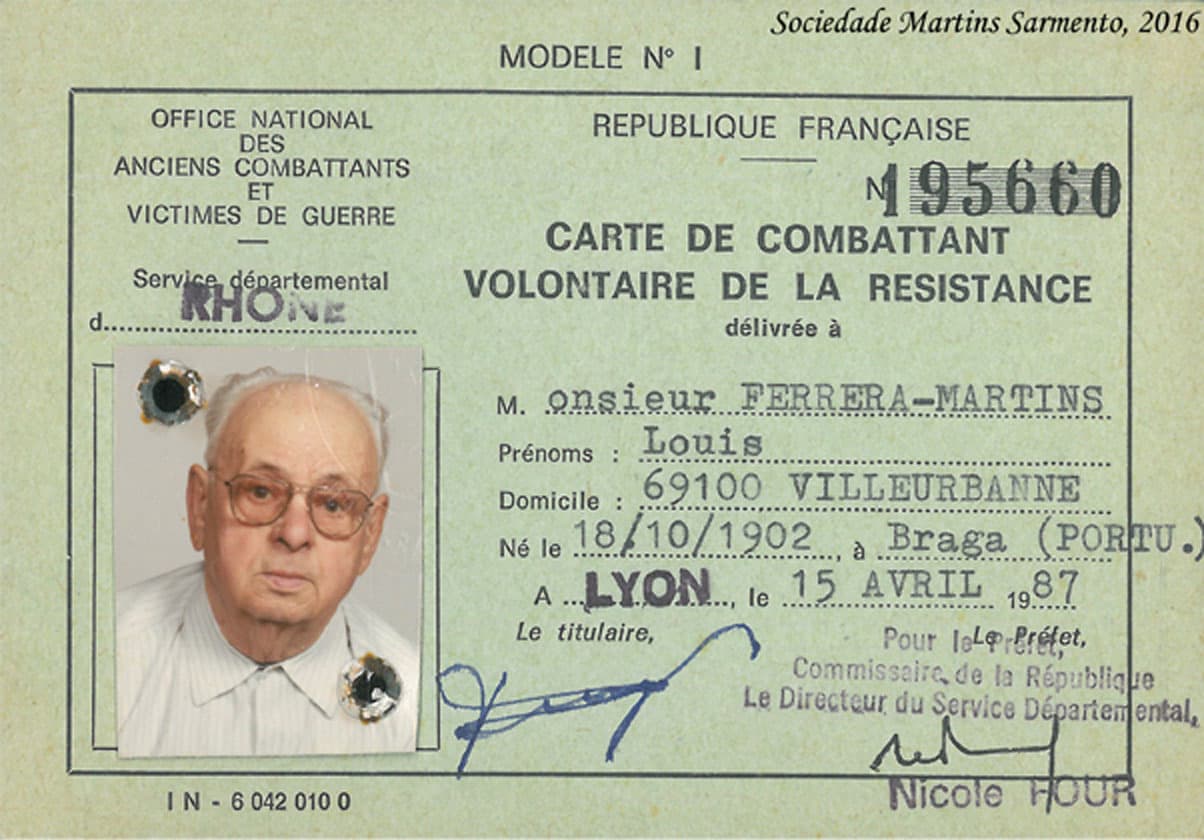 Sociedade Martins Sarmento, 2016
MODELE N° I
OFFICE NATIONAL
DES
ANCIENS COMBATTANTS
ET
VICTIMES DE GUERRE
Service départemental
d RHONE
REPUBLIQUE FRANÇAISE
N 195660
CARTE DE COMBATTANT
VOLONTAIRE DE LA RESISTANCE
délivrée à
M. onsieur FERRERA-MARTINS
Prénoms : Louis
Domicile : 69100 VILLEURBANNE
Né le 18/10/1902, à Braga (PORTU.)
A LYON, le 15 AVRIL 1987
Le titulaire,
Le Préfet,
Pour le Préfet,
Commissaire de la République
Le Directeur du Service Départemental,
Nicole FOUR
I N - 6 042 010 0